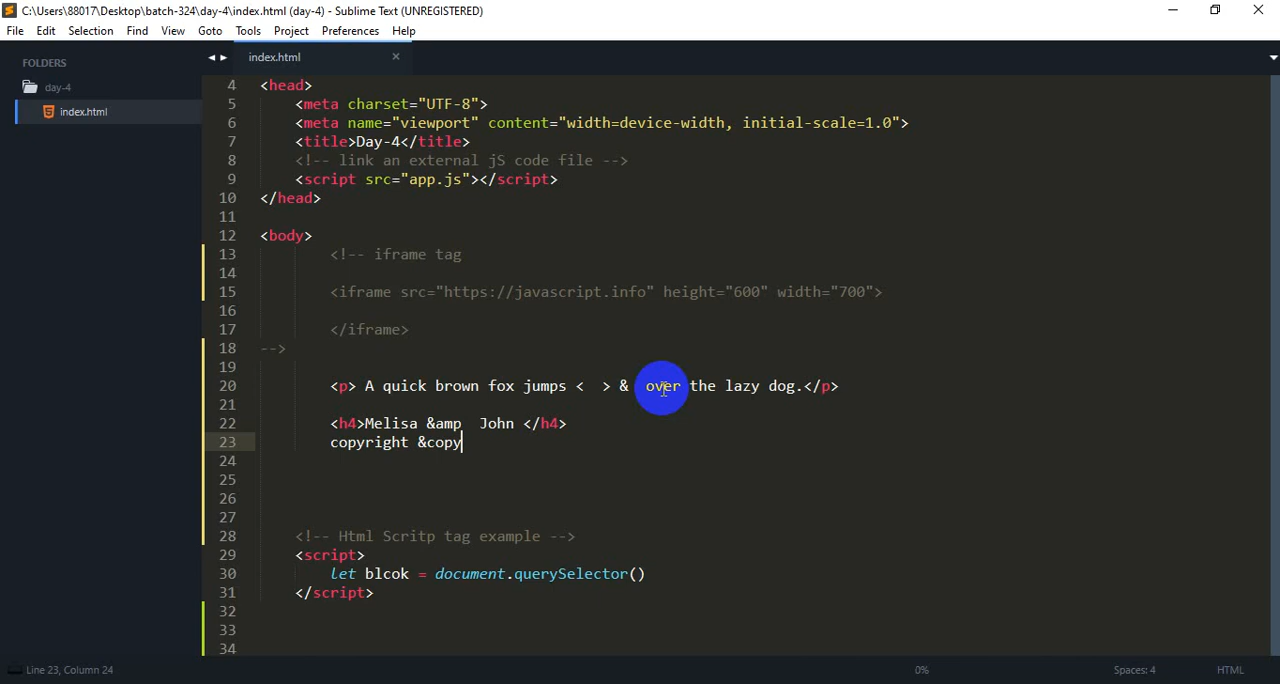 C:\Users\88017\Desktop\batch-324\day-4\index.html (day-4) - Sublime Text (UNREGISTERED)
File Edit Selection Find View Goto Tools Project Preferences Help
FOLDERS
day-4
index.html
index.html
4 <head>
5 <meta charset="UTF-8">
6 <meta name="viewport" content="width=device-width, initial-scale=1.0">
7 <title>Day-4</title>
8 <!-- link an external jS code file -->
9 <script src="app.js"></script>
10 </head>
11
12 <body>
13 <!-- iframe tag
14
15 <iframe src="https://javascript.info" height="600" width="700">
16
17 </iframe>
18 -->
19
20 <p> A quick brown fox jumps < > & over the lazy dog.</p>
21
22 <h4>Melisa &amp John </h4>
23 copyright &copy
24
25
26
27
28 <!-- Html Scritp tag example -->
29 <script>
30 let blcok = document.querySelector()
31 </script>
32
33
34
Line 23, Column 24 0% Spaces: 4 HTML